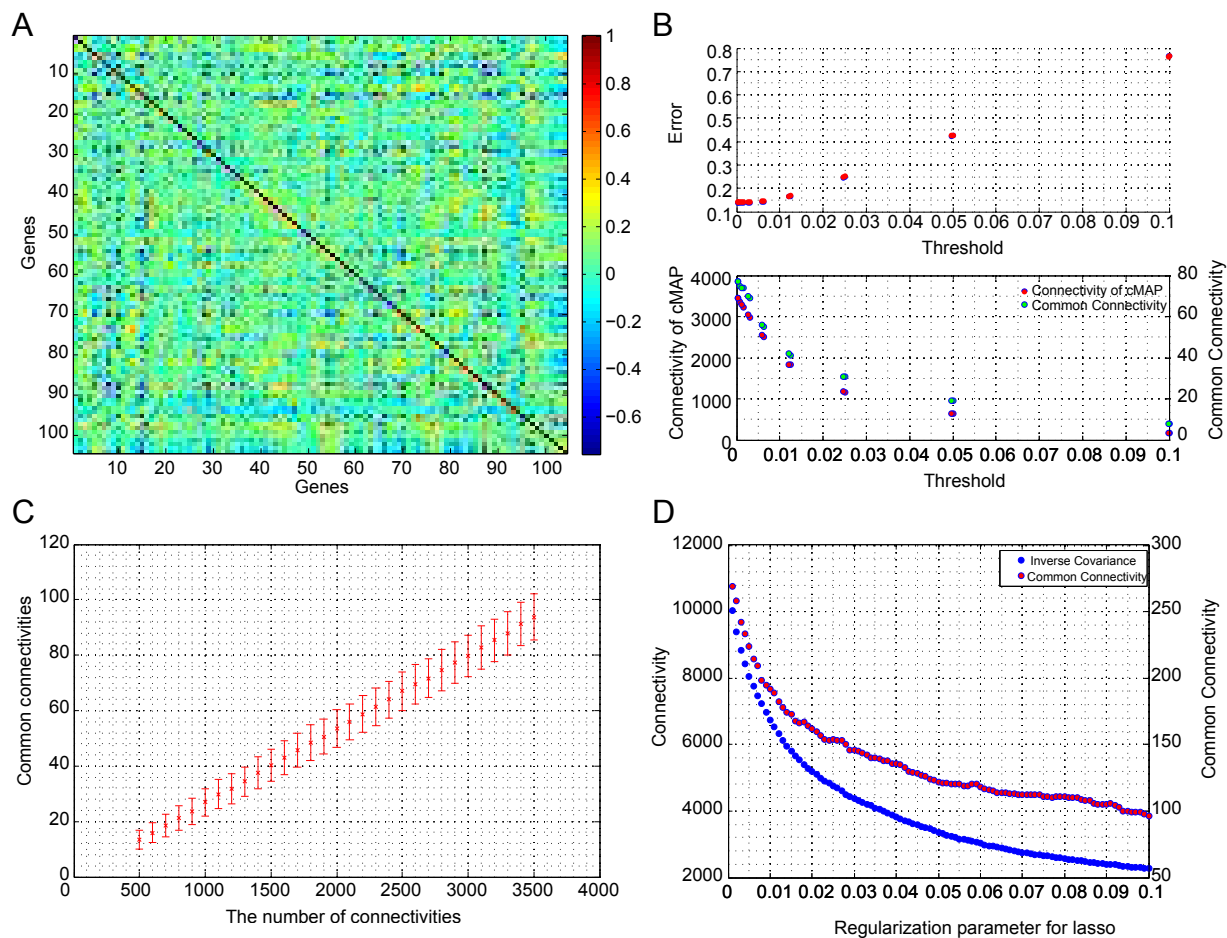 A
10
20
30
40
50
60
70
80
90
100
Genes
10 20 30 40 50 60 70 80 90 100
Genes
1
0.8
0.6
0.4
0.2
0
−0.2
−0.4
−0.6
B
0.8
0.8
0.7
0.6
0.5
0.4
0.3
0.2
0.1
Error
0 0.01 0.02 0.03 0.04 0.05 0.06 0.07 0.08 0.09 0.1
Threshold
4000
3000
2000
1000
0
Connectivity of cMAP
Connectivity of cMAP
Common Connectivity
80
60
40
20
0
Common Connectivity
0 0.01 0.02 0.03 0.04 0.05 0.06 0.07 0.08 0.09 0.1
Threshold
C
120
100
80
60
40
20
0
Common connectivities
0 500 1000 1500 2000 2500 3000 3500 4000
The number of connectivities
D
12000
10000
8000
6000
4000
2000
Connectivity
Inverse Covariance
Common Connectivity
300
250
200
150
100
50
Common Connectivity
0 0.01 0.02 0.03 0.04 0.05 0.06 0.07 0.08 0.09 0.1
Regularization parameter for lasso